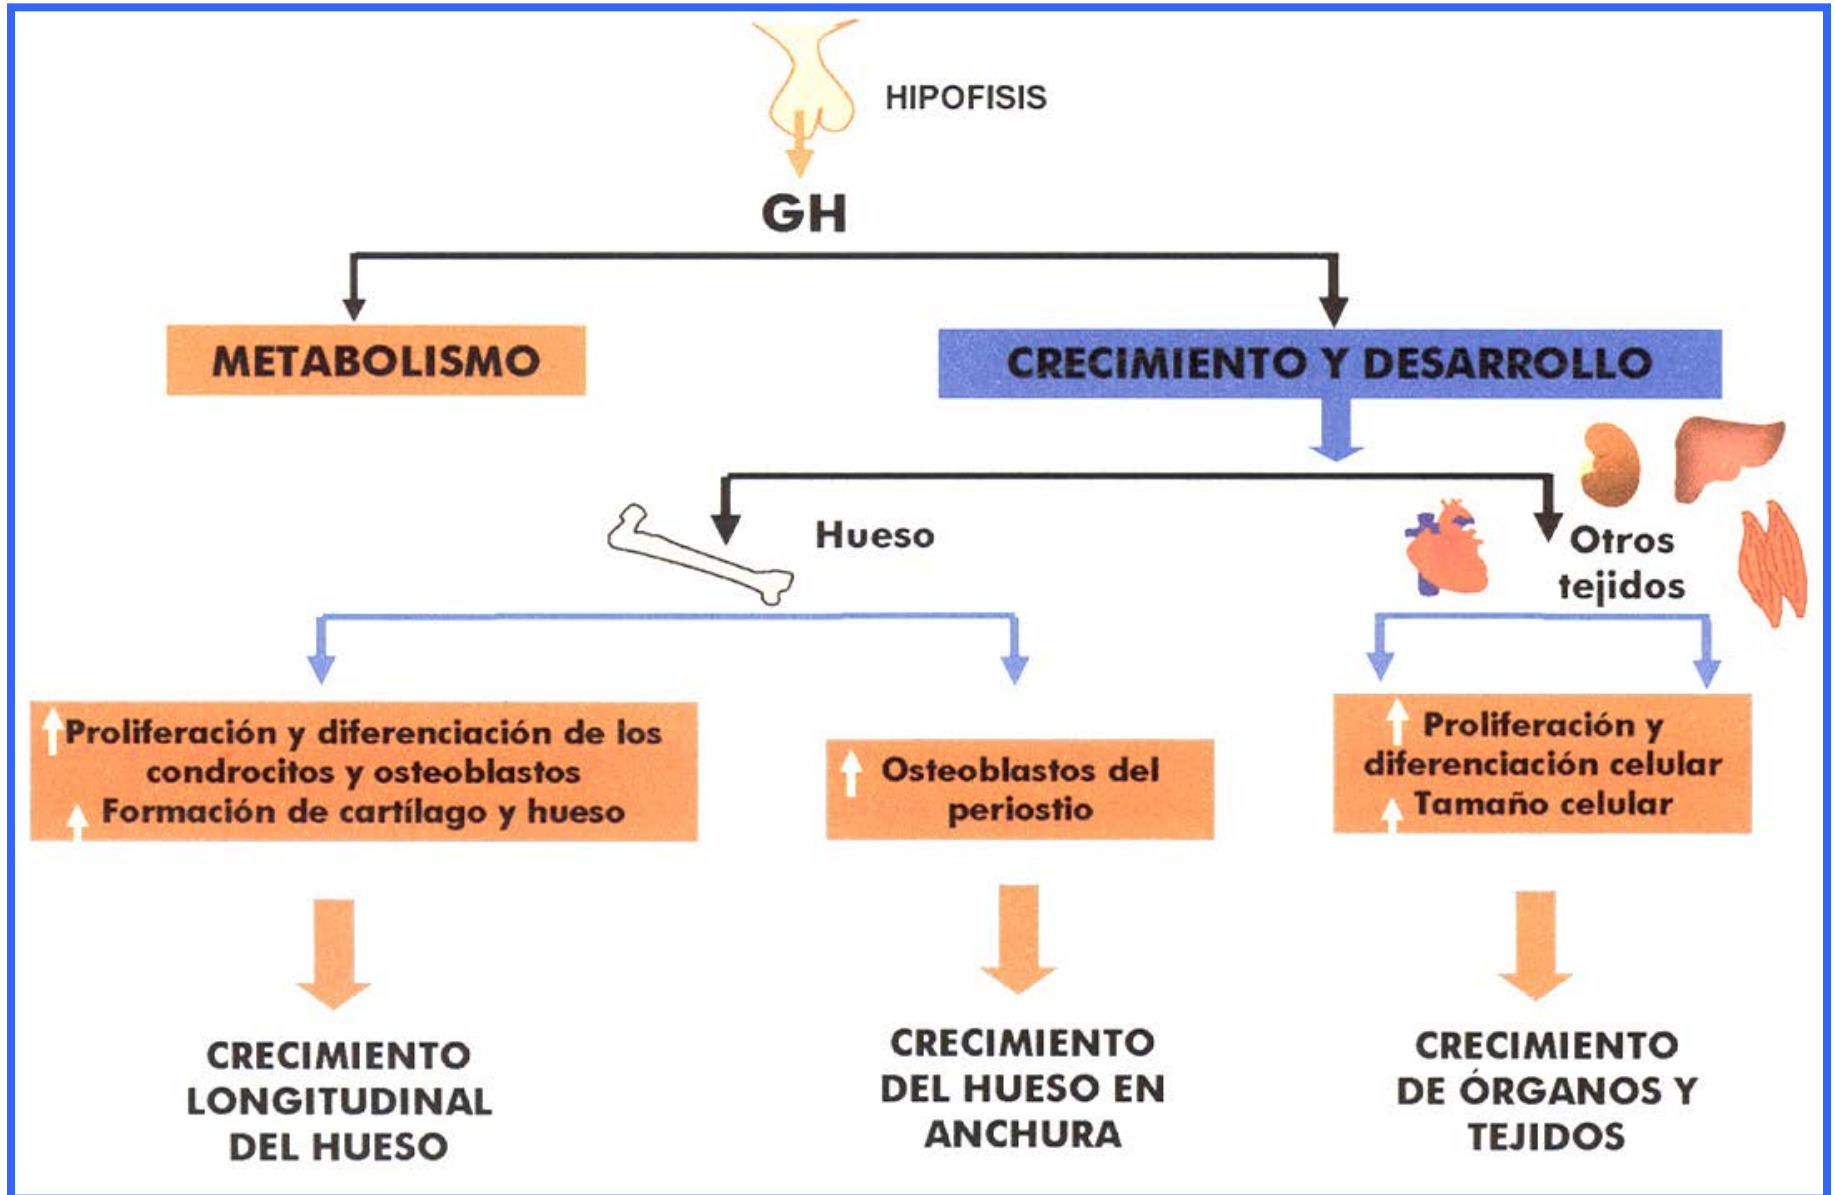 HIPOFISIS
GH
METABOLISMO
CRECIMIENTO Y DESARROLLO
Hueso
Otros
tejidos
Proliferación y diferenciación de los
condrocitos y osteoblastos
Formación de cartílago y hueso
Osteoblastos del
periostio
Proliferación y
diferenciación celular
Tamaño celular
CRECIMIENTO
LONGITUDINAL
DEL HUESO
CRECIMIENTO
DEL HUESO EN
ANCHURA
CRECIMIENTO
DE ÓRGANOS Y
TEJIDOS